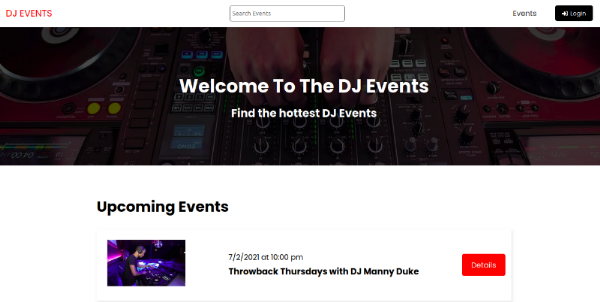 DJ EVENTS
Search Events
Events
Login
Welcome To The DJ Events
Find the hottest DJ Events
Upcoming Events
7/2/2021 at 10:00 pm
Throwback Thursdays with DJ Manny Duke
Details